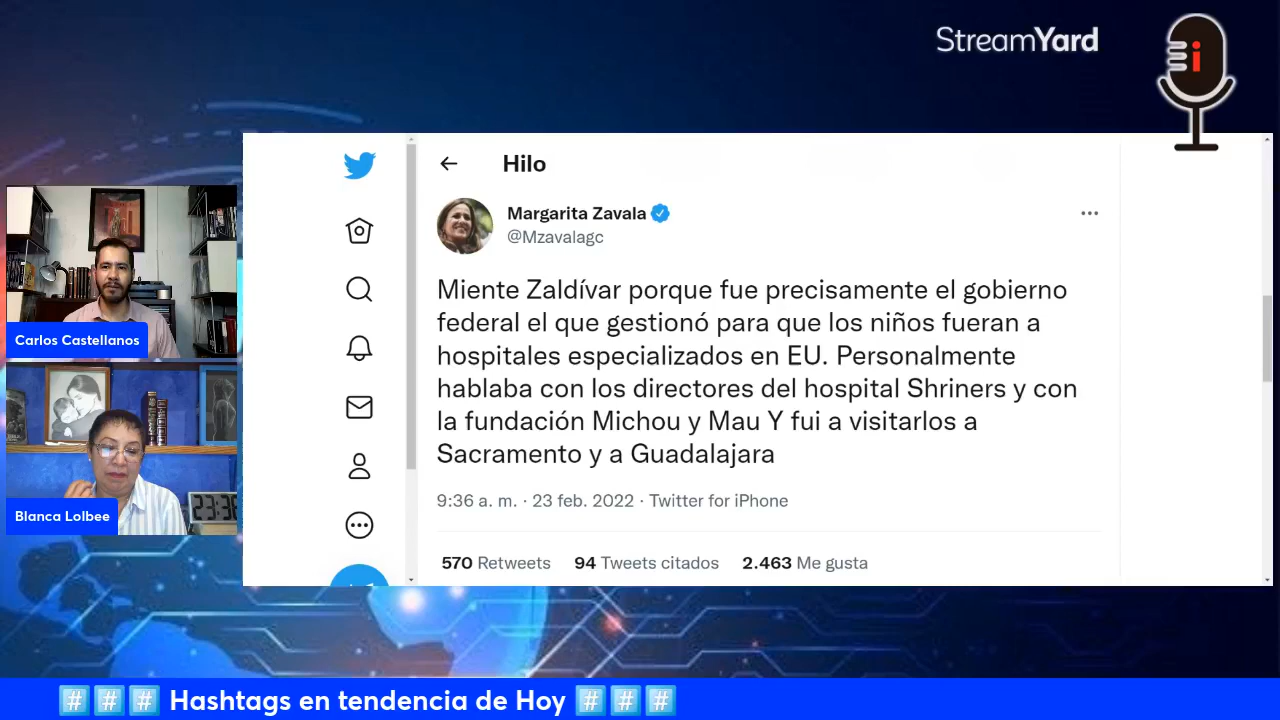 StreamYard
i
Hilo
Margarita Zavala
@Mzavalagc
Miente Zaldívar porque fue precisamente el gobierno
federal el que gestionó para que los niños fueran a
hospitales especializados en EU. Personalmente
hablaba con los directores del hospital Shriners y con
la fundación Michou y Mau Y fui a visitarlos a
Sacramento y a Guadalajara
9:36 a. m. · 23 feb. 2022 · Twitter for iPhone
570 Retweets 94 Tweets citados 2.463 Me gusta
Carlos Castellanos
Blanca Lolbee
#️⃣ #️⃣ #️⃣ Hashtags en tendencia de Hoy #️⃣ #️⃣ #️⃣